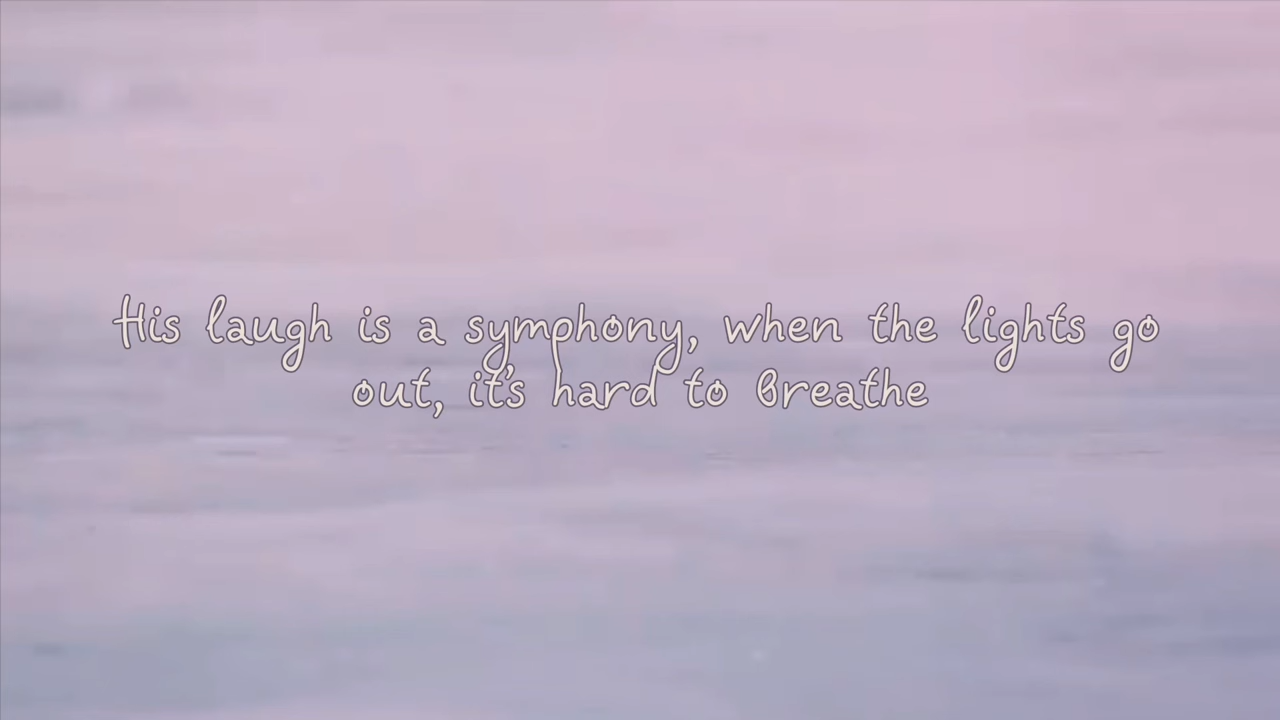 His laugh is a symphony, when the lights go
out, it's hard to Breathe